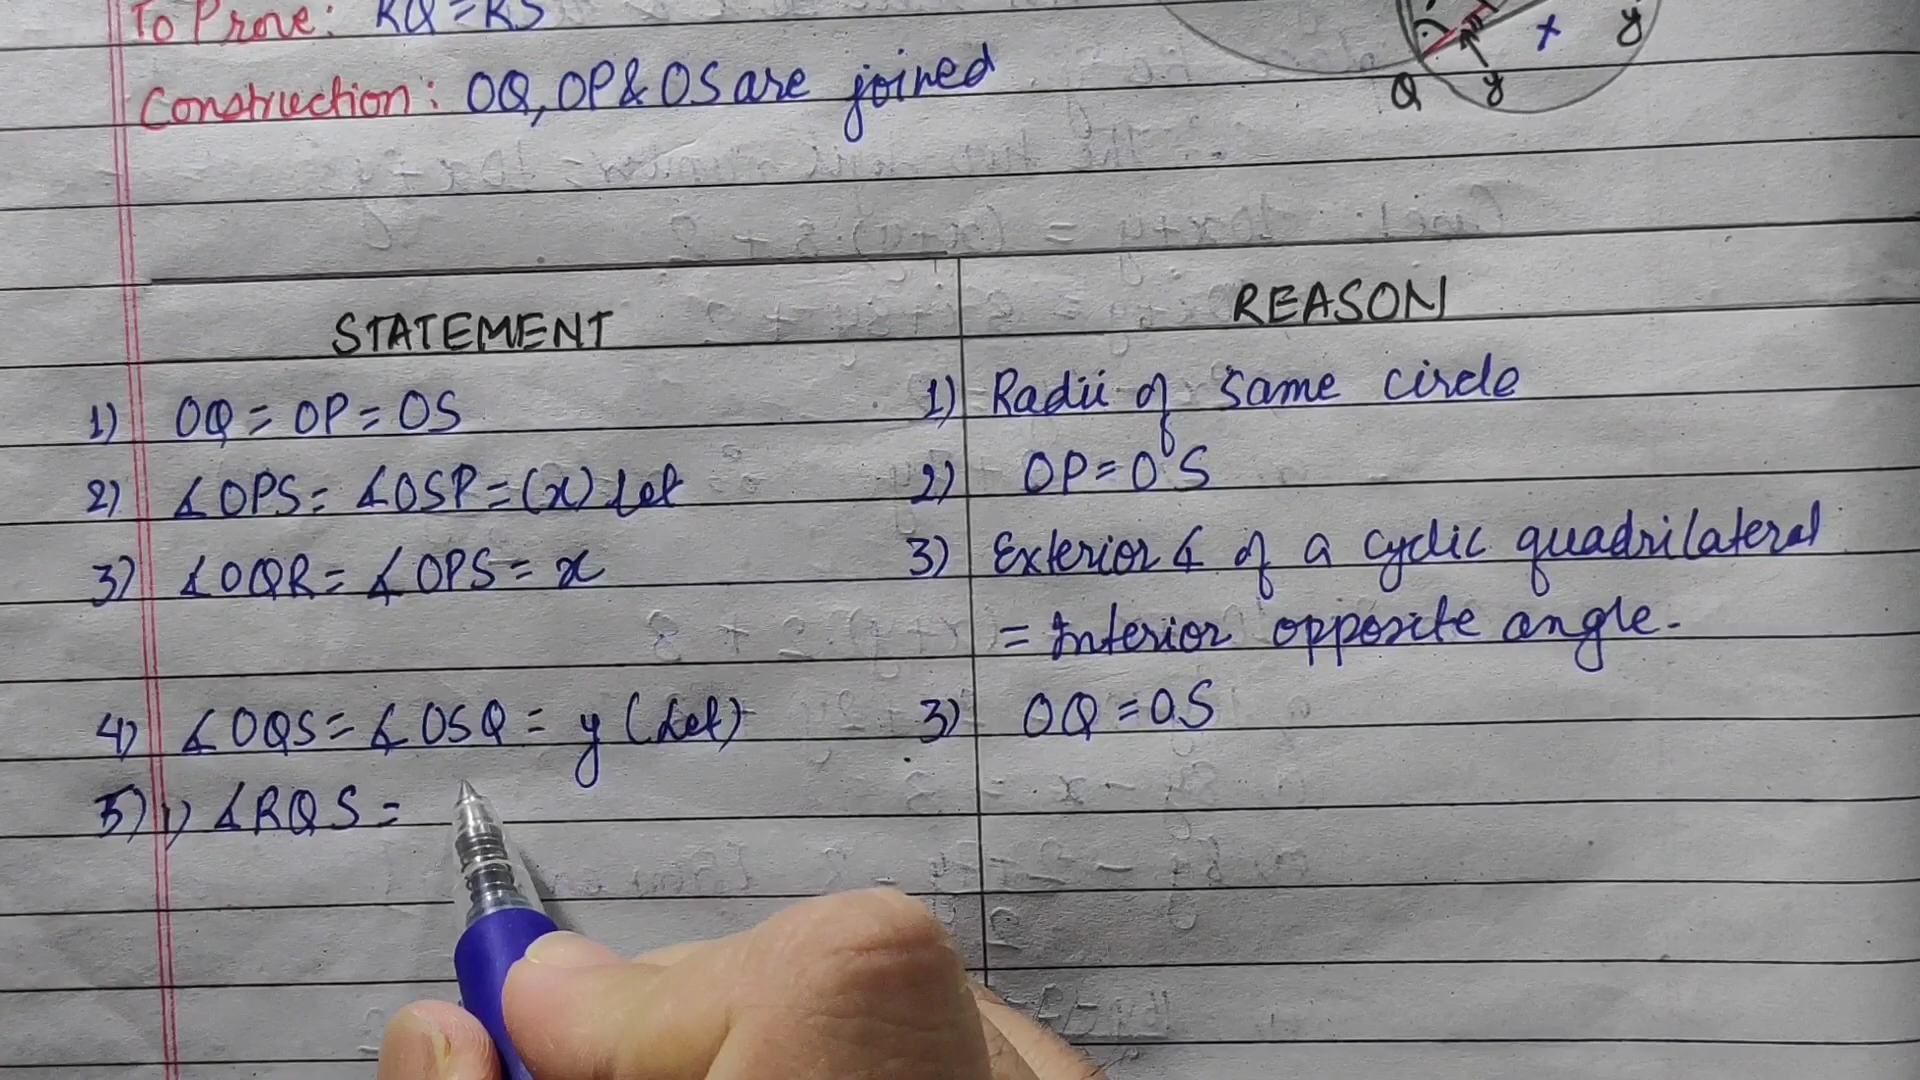 To Prove: RQ = RS
x y
Construction: OQ, OP & OS are joined
Q y
STATEMENT REASON
1) OQ = OP = OS 1) Radii of same circle
2) ∡OPS = ∡OSP = (x) Let 2) OP = OS
3) ∡OQR = ∡OPS = x 3) Exterior ∡ of a cyclic quadrilateral
= Interior opposite angle.
4) ∡OQS = ∡OSQ = y (Let) 3) OQ = OS
5) 1) ∡RQS =